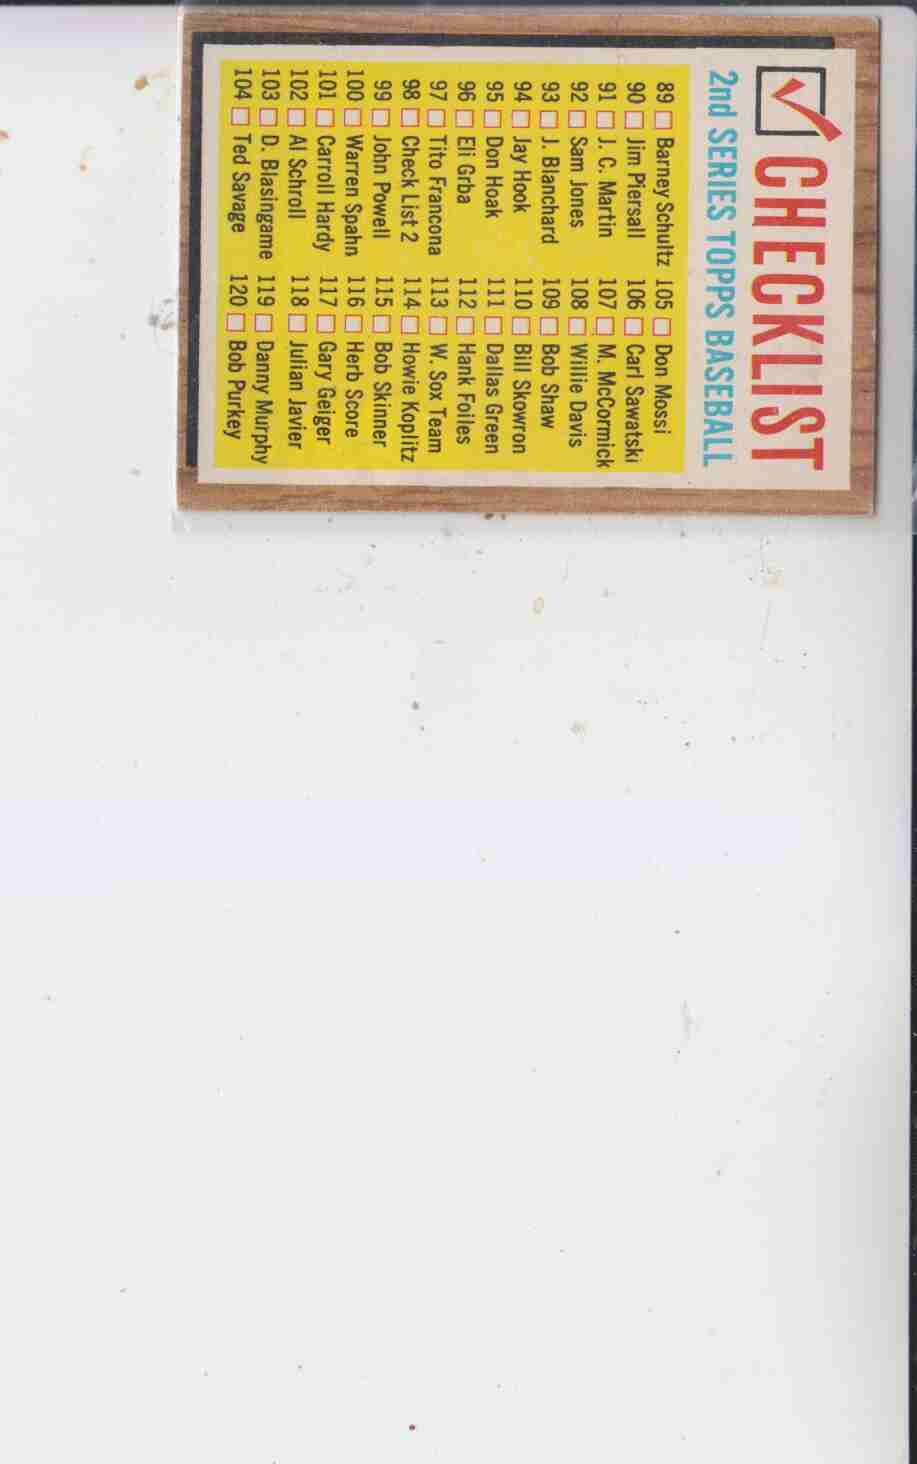 CHECKLIST
2nd SERIES TOPPS BASEBALL
89 Barney Schultz
90 Jim Piersall
91 J. C. Martin
92 Sam Jones
93 J. Blanchard
94 Jay Hook
95 Don Hoak
96 Eli Grba
97 Tito Francona
98 Check List 2
99 John Powell
100 Warren Spahn
101 Carroll Hardy
102 Al Schroll
103 D. Blasingame
104 Ted Savage
105 Don Mossi
106 Carl Sawatski
107 M. McCormick
108 Willie Davis
109 Bob Shaw
110 Bill Skowron
111 Dallas Green
112 Hank Foiles
113 W. Sox Team
114 Howie Koplitz
115 Bob Skinner
116 Herb Score
117 Gary Geiger
118 Julian Javier
119 Danny Murphy
120 Bob Purkey